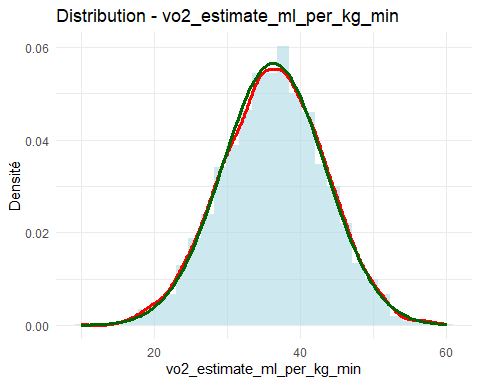 Distribution - vo2_estimate_ml_per_kg_min
0.06
0.04
0.02
0.00
Densité
20 40 60
vo2_estimate_ml_per_kg_min